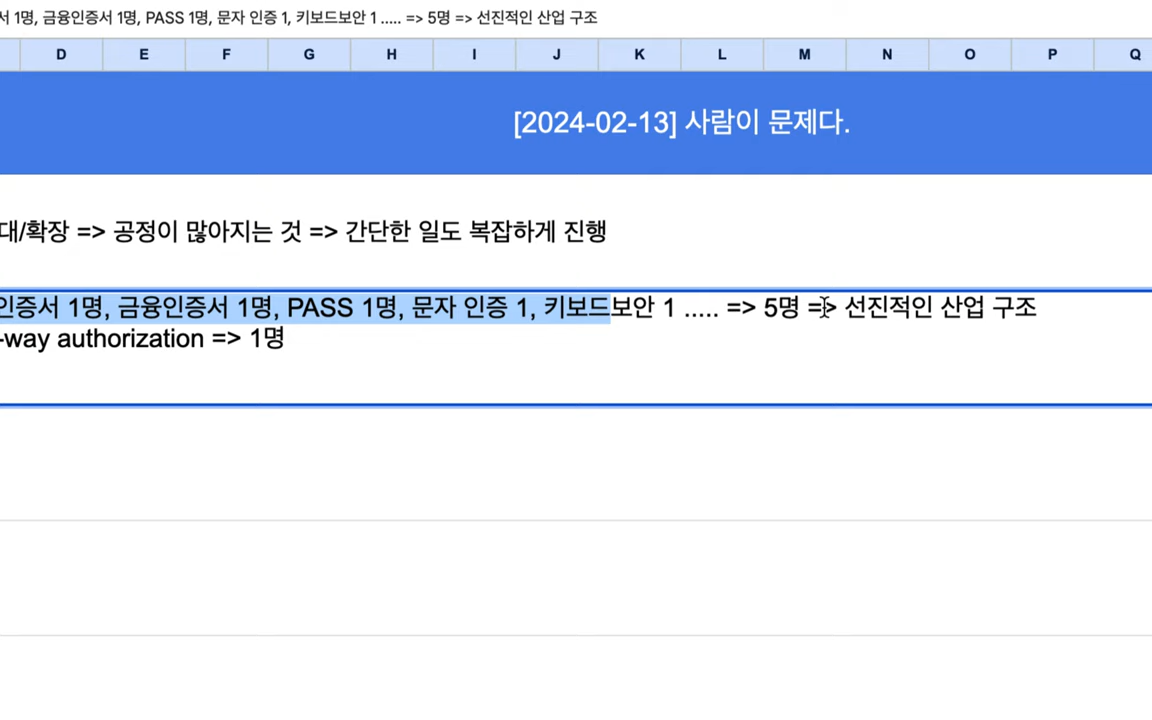 서 1명, 금융인증서 1명, PASS 1명, 문자 인증 1, 키보드보안 1 ..... => 5명 => 선진적인 산업 구조
D E F G H I J K L M N O P Q
[2024-02-13] 사람이 문제다.
대/확장 => 공정이 많아지는 것 => 간단한 일도 복잡하게 진행
인증서 1명, 금융인증서 1명, PASS 1명, 문자 인증 1, 키보드보안 1 ..... => 5명 => 선진적인 산업 구조
-way authorization => 1명